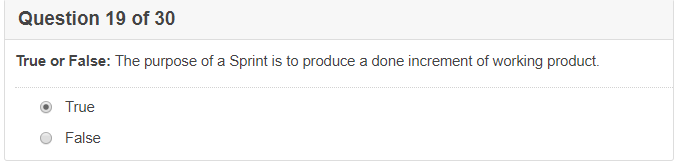 Question 19 of 30
True or False: The purpose of a Sprint is to produce a done increment of working product.
True
False